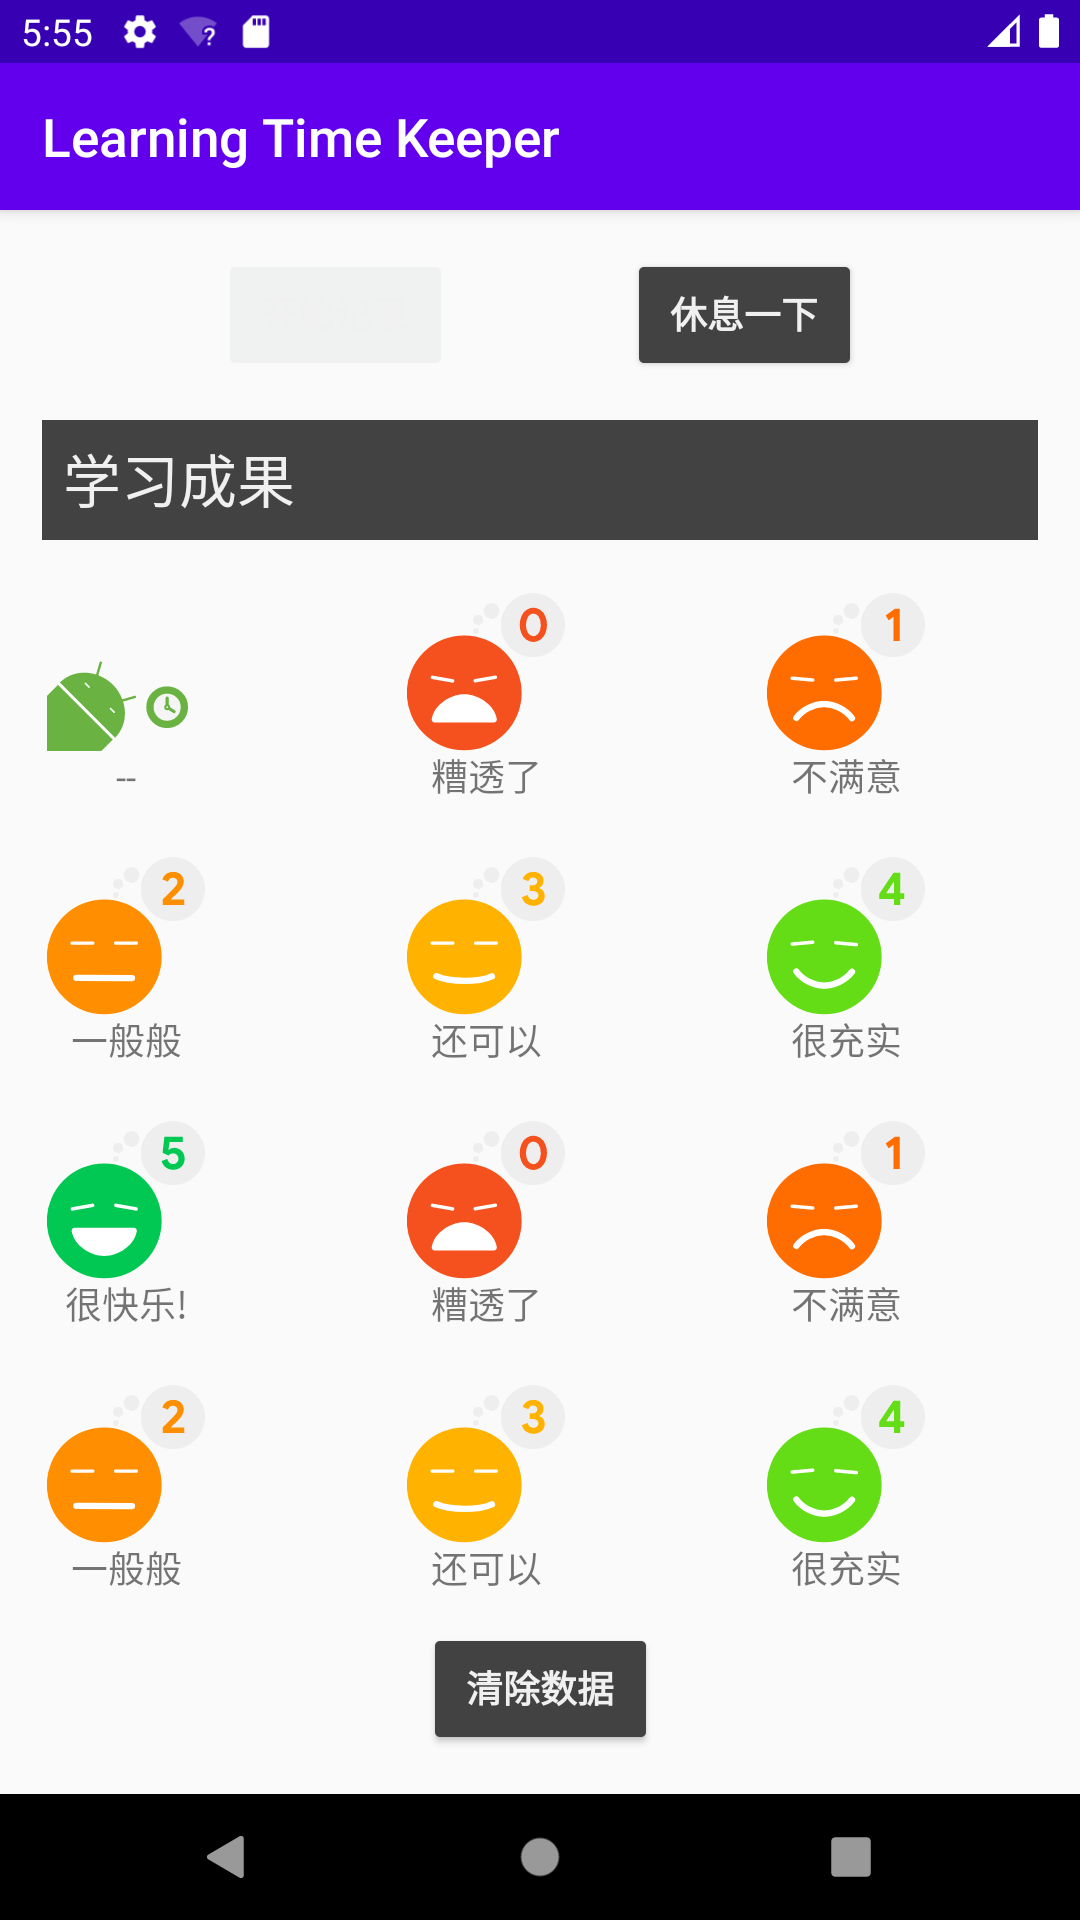 5:55
Learning Time Keeper
休息一下
学习成果
0
1
--
糟透了
不满意
2
3
4
一般般
还可以
很充实
5
0
1
很快乐!
糟透了
不满意
2
3
4
一般般
还可以
很充实
清除数据